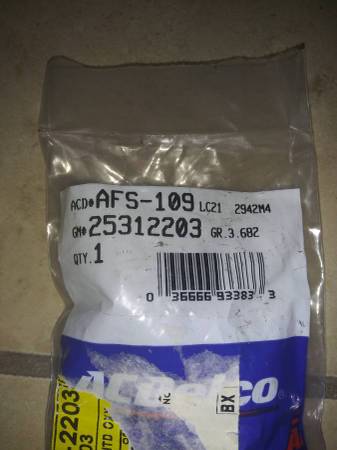 ACD# AFS-109 LC21 2942M4
GM# 25312203 GR.3.682
QTY.1
0 36666 93383 3
ACDelco
BX